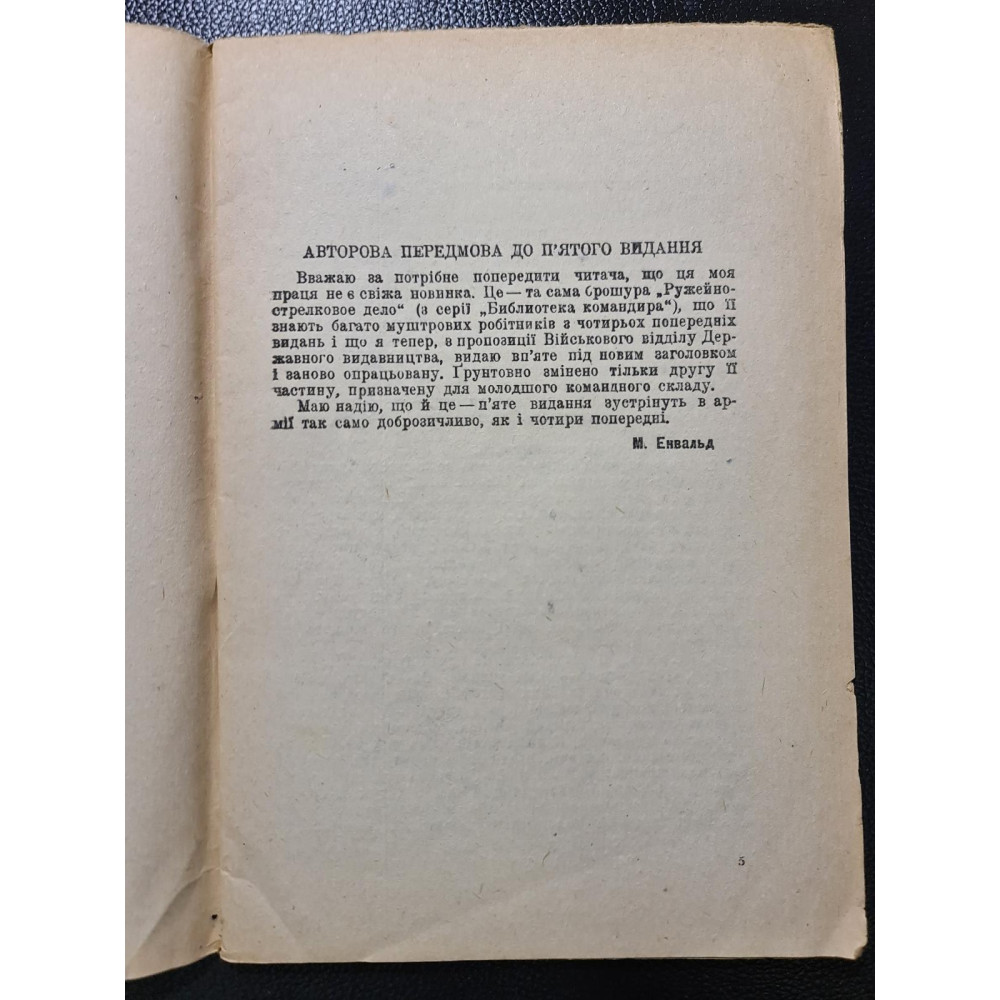 АВТОРОВА ПЕРЕДМОВА ДО П'ЯТОГО ВИДАННЯ
Вважаю за потрібне попередити читача, що ця моя
праця не є свіжа новинка. Це — та сама брошура „Ружейно-
стрелковое дело“ (з серії „Библиотека командира“), що її
знають багато муштрових робітників з чотирьох попередніх
видань і що я тепер, з пропозиції Військового відділу Дер-
жавного видавництва, видаю вп'яте під новим заголовком
і заново опрацьовану. Ґрунтовно змінено тільки другу її
частину, призначену для молодшого командного складу.
Маю надію, що й це — п'яте видання зустрінуть в ар-
мії так само доброзичливо, як і чотири попередні.
М. Енвальд
5